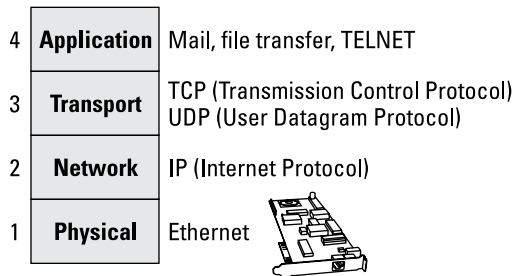 4 Application Mail, file transfer, TELNET
3 Transport TCP (Transmission Control Protocol)
UDP (User Datagram Protocol)
2 Network IP (Internet Protocol)
1 Physical Ethernet